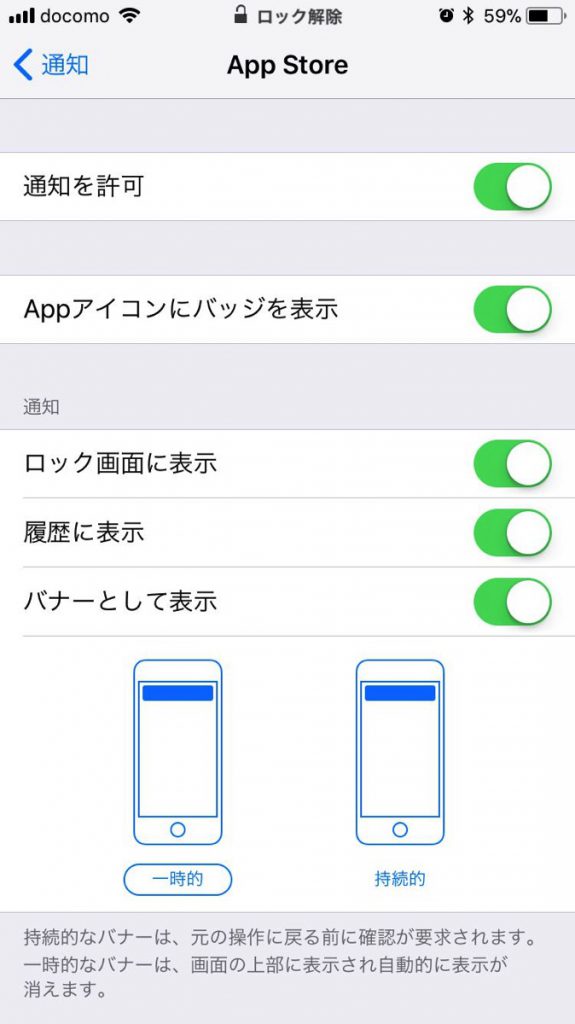 docomo ロック解除 59%
通知 App Store
通知を許可
Appアイコンにバッジを表示
通知
ロック画面に表示
履歴に表示
バナーとして表示
一時的 持続的
持続的なバナーは、元の操作に戻る前に確認が要求されます。
一時的なバナーは、画面の上部に表示され自動的に表示が
消えます。